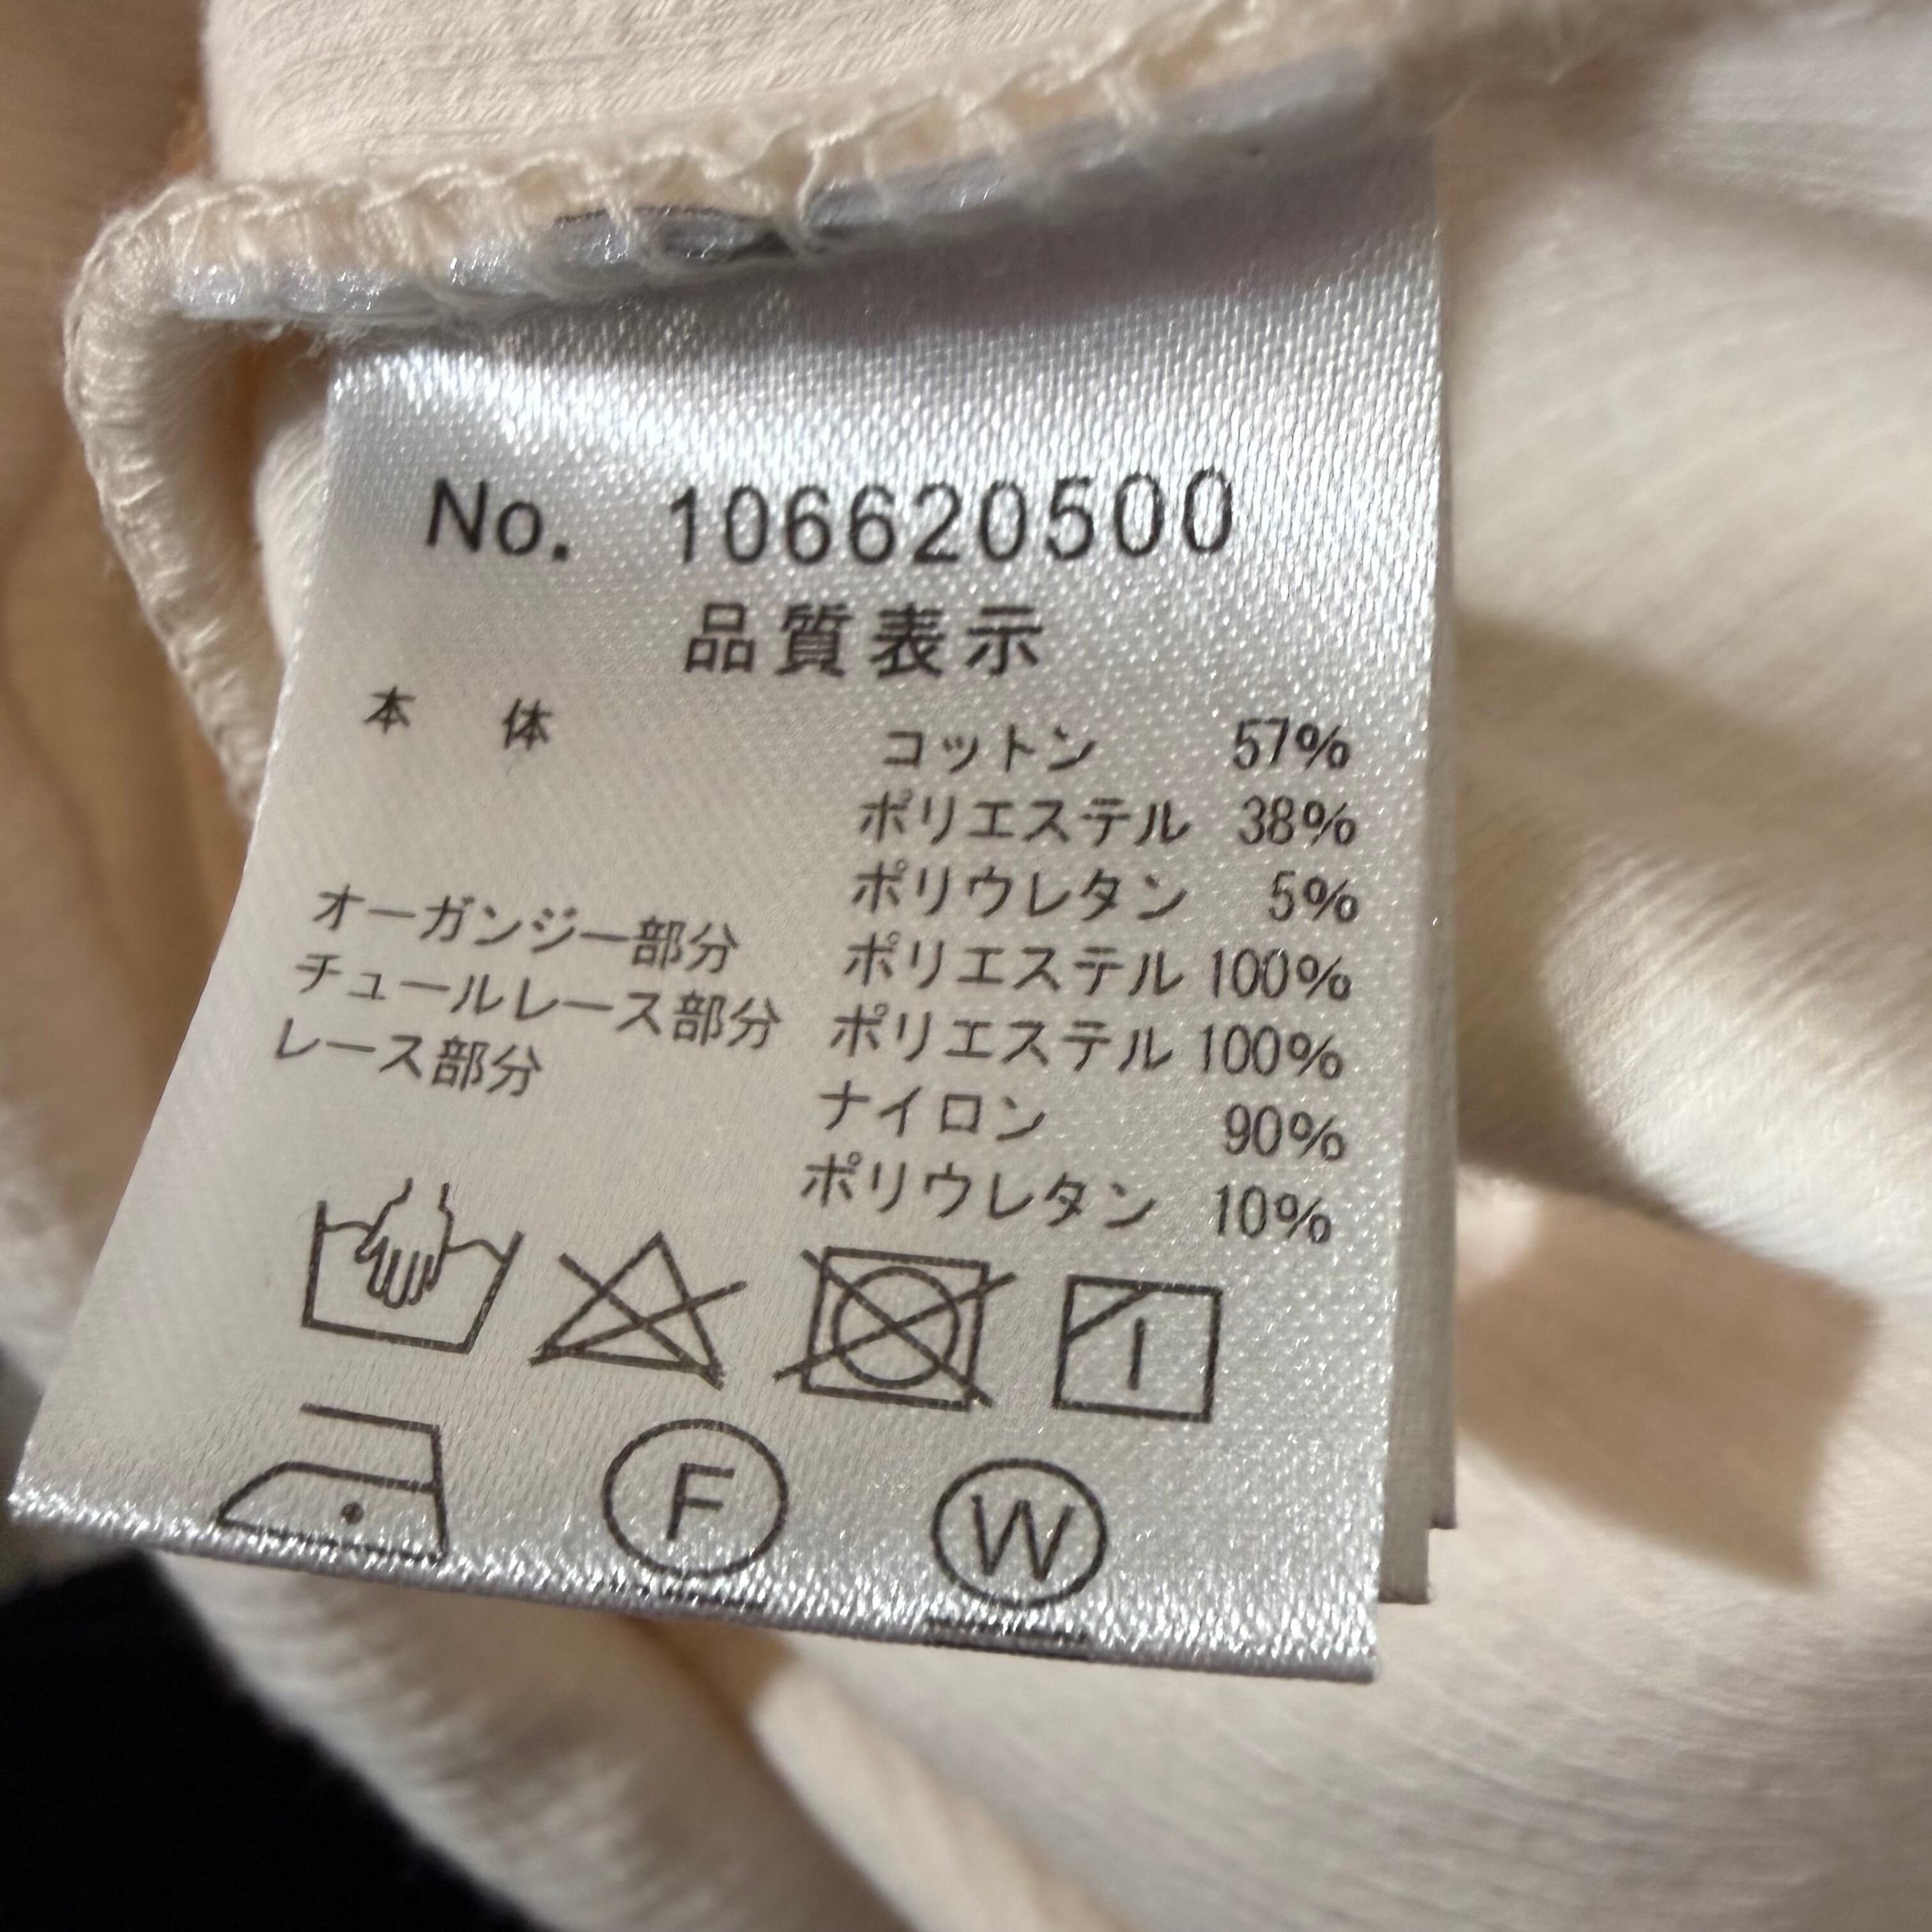 No. 106620500
品質表示
本 体 コットン 57%
ポリエステル 38%
ポリウレタン 5%
オーガンジー部分 ポリエステル 100%
チュールレース部分 ポリエステル 100%
レース部分 ナイロン 90%
ポリウレタン 10%
F W